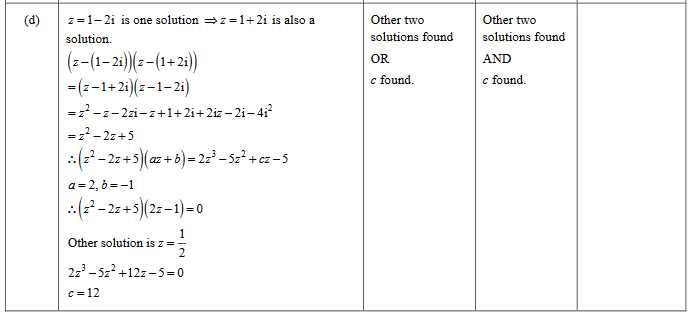 (d)
z = 1 − 2i is one solution ⇒ z = 1 + 2i is also a
solution.
(z − (1 − 2i))(z − (1 + 2i))
= (z − 1 + 2i)(z − 1 − 2i)
= z² − z − 2zi − z + 1 + 2i + 2iz − 2i − 4i²
= z² − 2z + 5
∴ (z² − 2z + 5)(az + b) = 2z³ − 5z² + cz − 5
a = 2, b = −1
∴ (z² − 2z + 5)(2z − 1) = 0
Other solution is z = 1/2
2z³ − 5z² + 12z − 5 = 0
c = 12
Other two
solutions found
OR
c found.
Other two
solutions found
AND
c found.